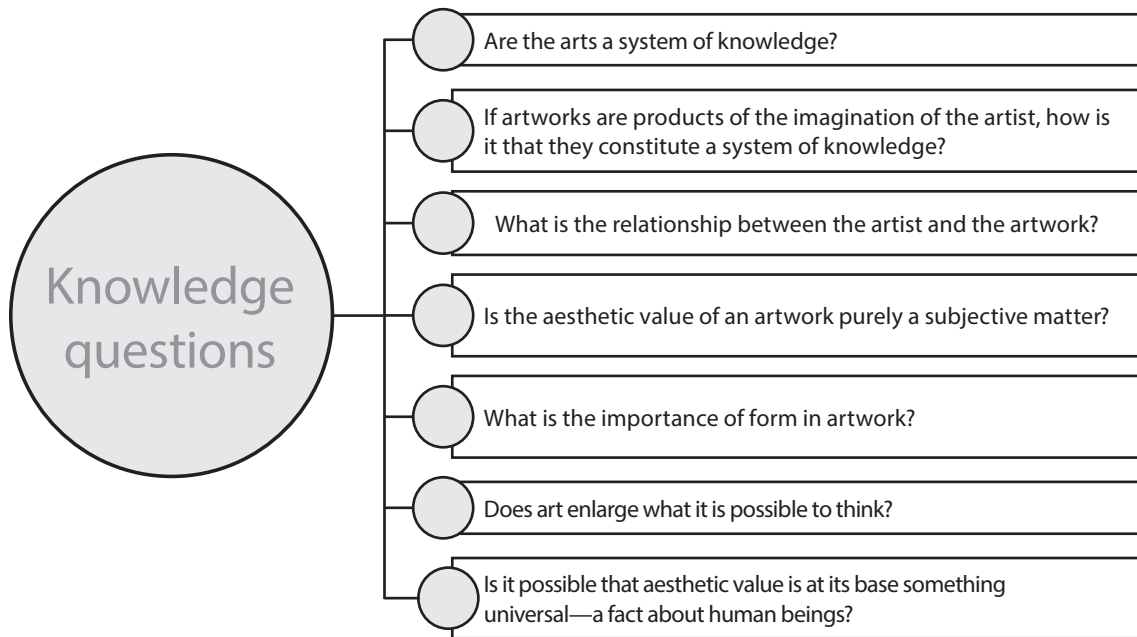 Knowledge
questions
Are the arts a system of knowledge?
If artworks are products of the imagination of the artist, how is
it that they constitute a system of knowledge?
What is the relationship between the artist and the artwork?
Is the aesthetic value of an artwork purely a subjective matter?
What is the importance of form in artwork?
Does art enlarge what it is possible to think?
Is it possible that aesthetic value is at its base something
universal—a fact about human beings?